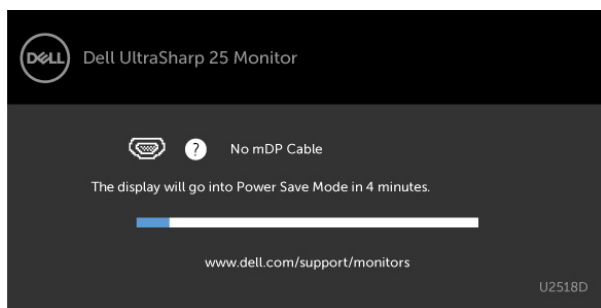 DELL
Dell UltraSharp 25 Monitor
? No mDP Cable
The display will go into Power Save Mode in 4 minutes.
www.dell.com/support/monitors
U2518D